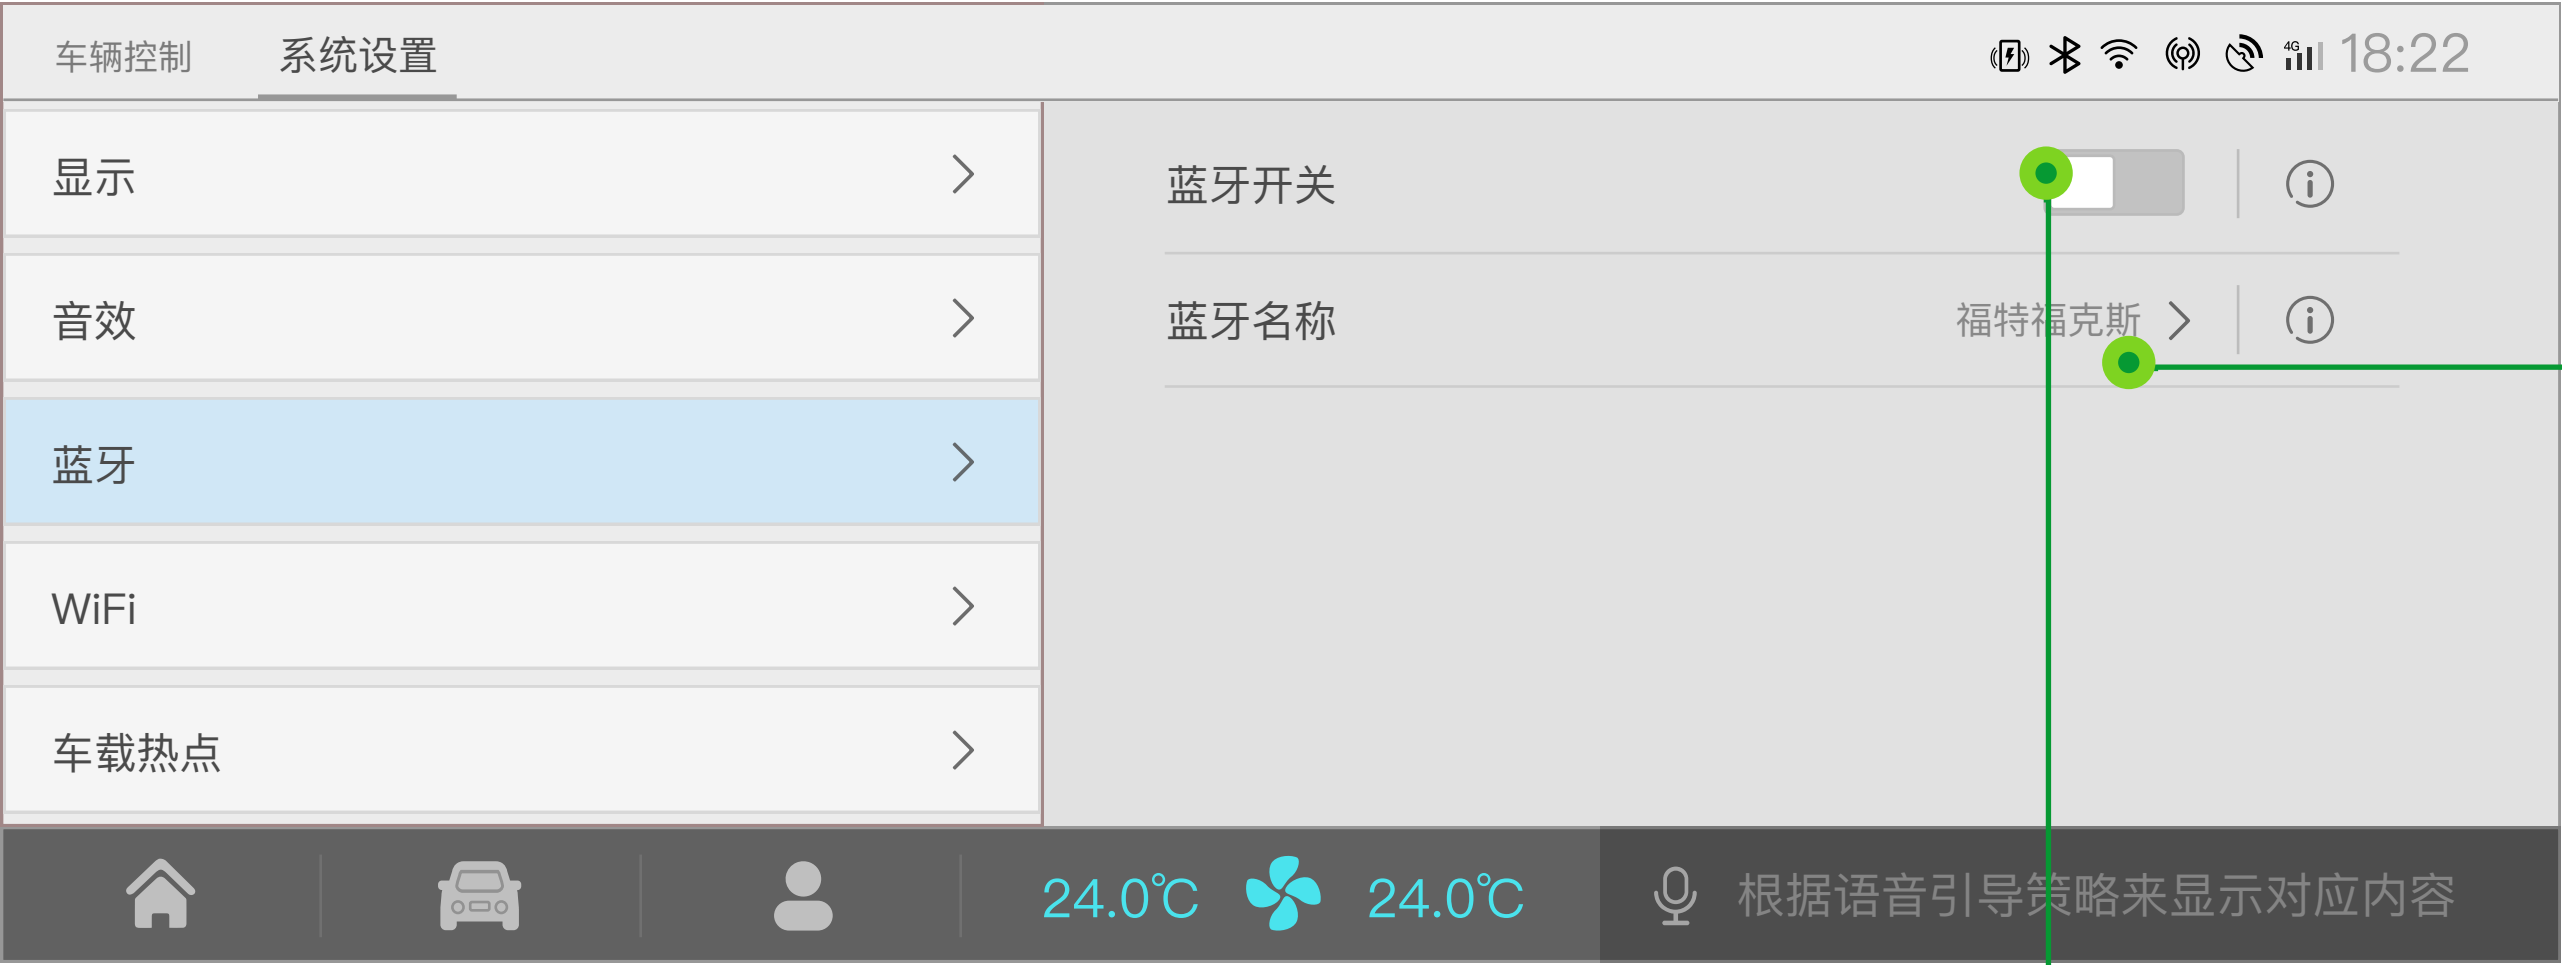 车辆控制 系统设置 4G 18:22
显示
音效
蓝牙
WiFi
车载热点
蓝牙开关
蓝牙名称 福特福克斯
24.0℃ 24.0℃ 根据语音引导策略来显示对应内容